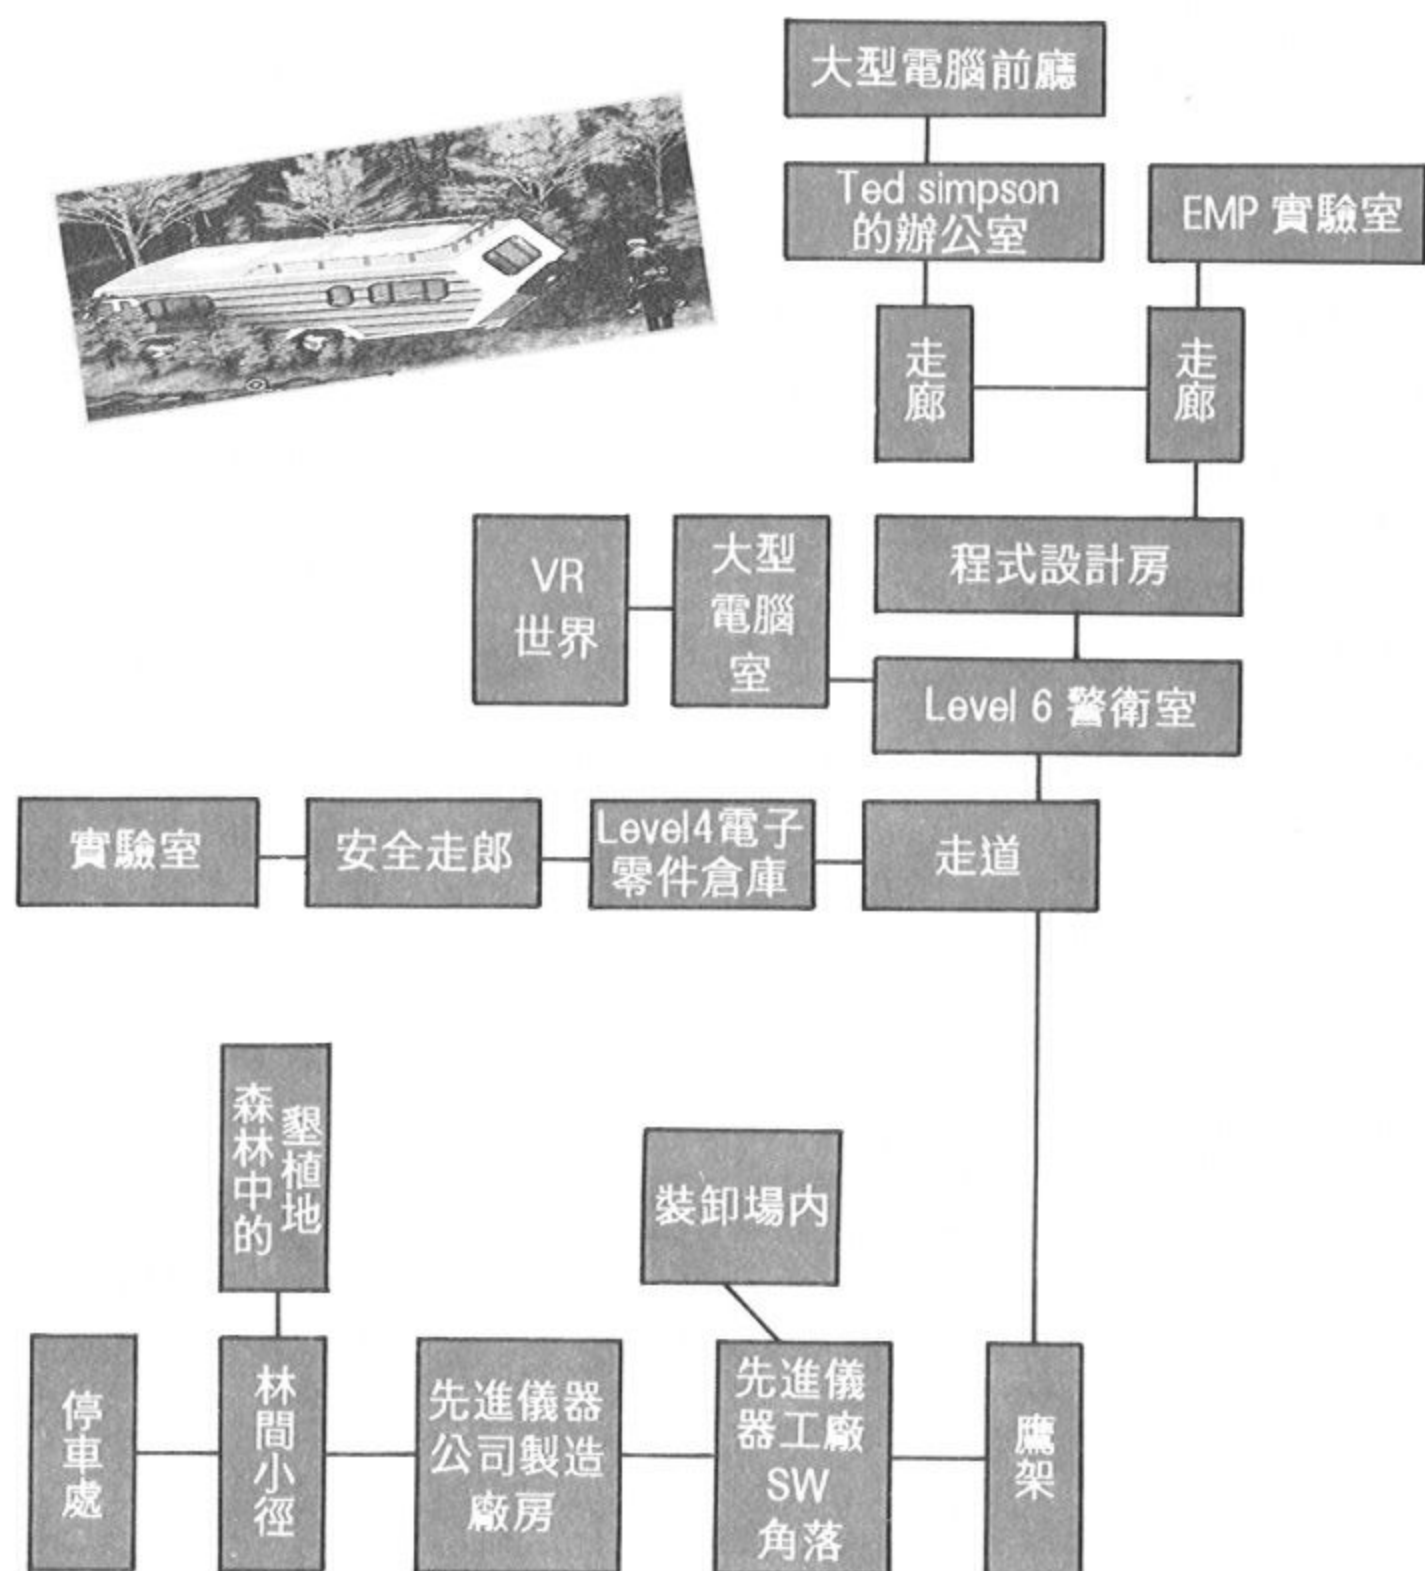 大型電腦前廳
Ted simpson
的辦公室
EMP 實驗室
走廊
走廊
VR
世界
大型
電腦
室
程式設計房
Level 6 警衛室
實驗室
安全走郎
Level4電子
零件倉庫
走道
森林中的
墾植地
裝卸場內
停車處
林間小徑
先進儀器
公司製造
廠房
先進儀
器工廠
SW
角落
鷹架